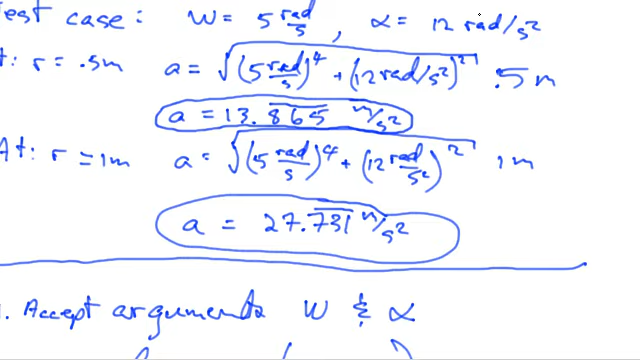 test case: ω = 5 rad/s, α = 12 rad/s²
At: r = .5m a = √((5 rad/s)⁴ + (12 rad/s²)²) .5 m
a = 13.865 m/s²
At: r = 1m a = √((5 rad/s)⁴ + (12 rad/s²)²) 1 m
a = 27.731 m/s²
1. Accept arguments ω & α